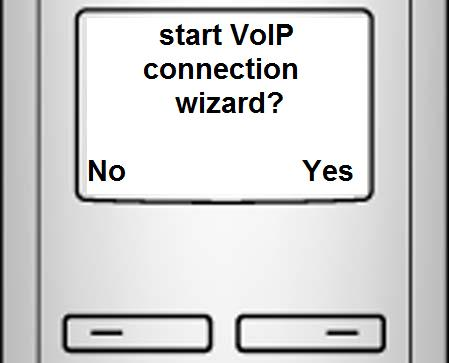 start VoIP
connection
wizard?
No Yes